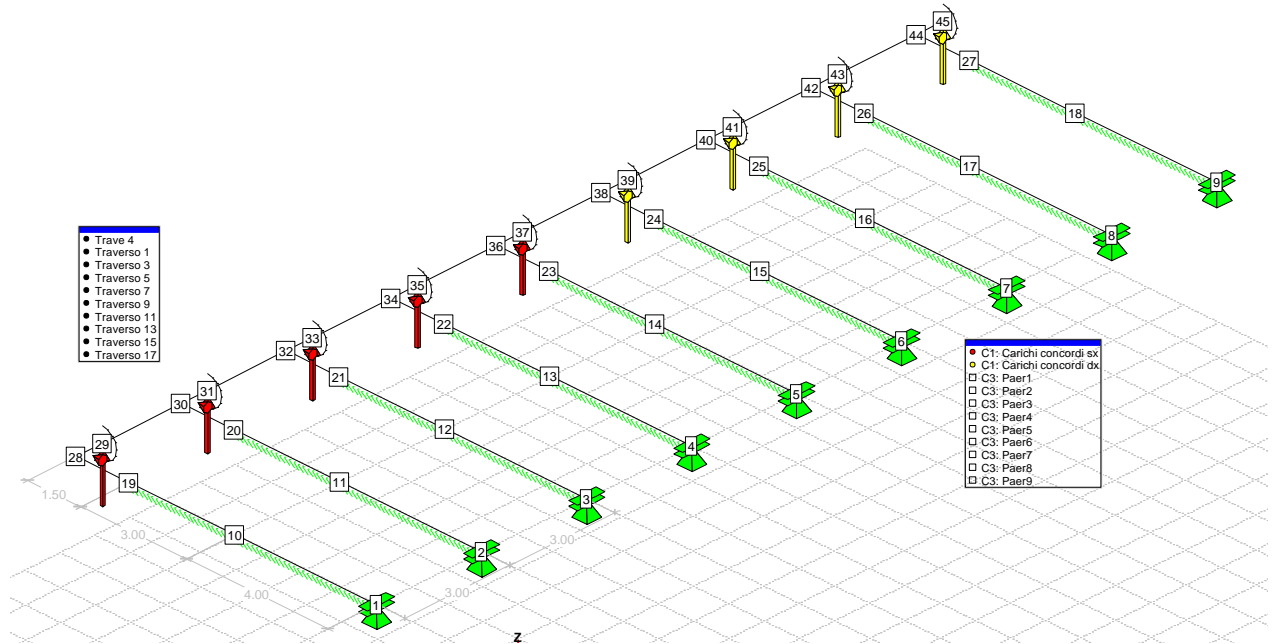 45
44
27
43
18
42
26
41
9
40
17
25
39
8
38
24
16
37
7
36
23
15
35
6
34
22
14
33
5
32
21
13
31
4
30
20
12
29
3
28
19
11
2
10
1
1.50
3.00
4.00
3.00
3.00
Z
Trave 4
Traverso 1
Traverso 3
Traverso 5
Traverso 7
Traverso 9
Traverso 11
Traverso 13
Traverso 15
Traverso 17
C1: Carichi concordi sx
C1: Carichi concordi dx
C3: Paer1
C3: Paer2
C3: Paer3
C3: Paer4
C3: Paer5
C3: Paer6
C3: Paer7
C3: Paer8
C3: Paer9